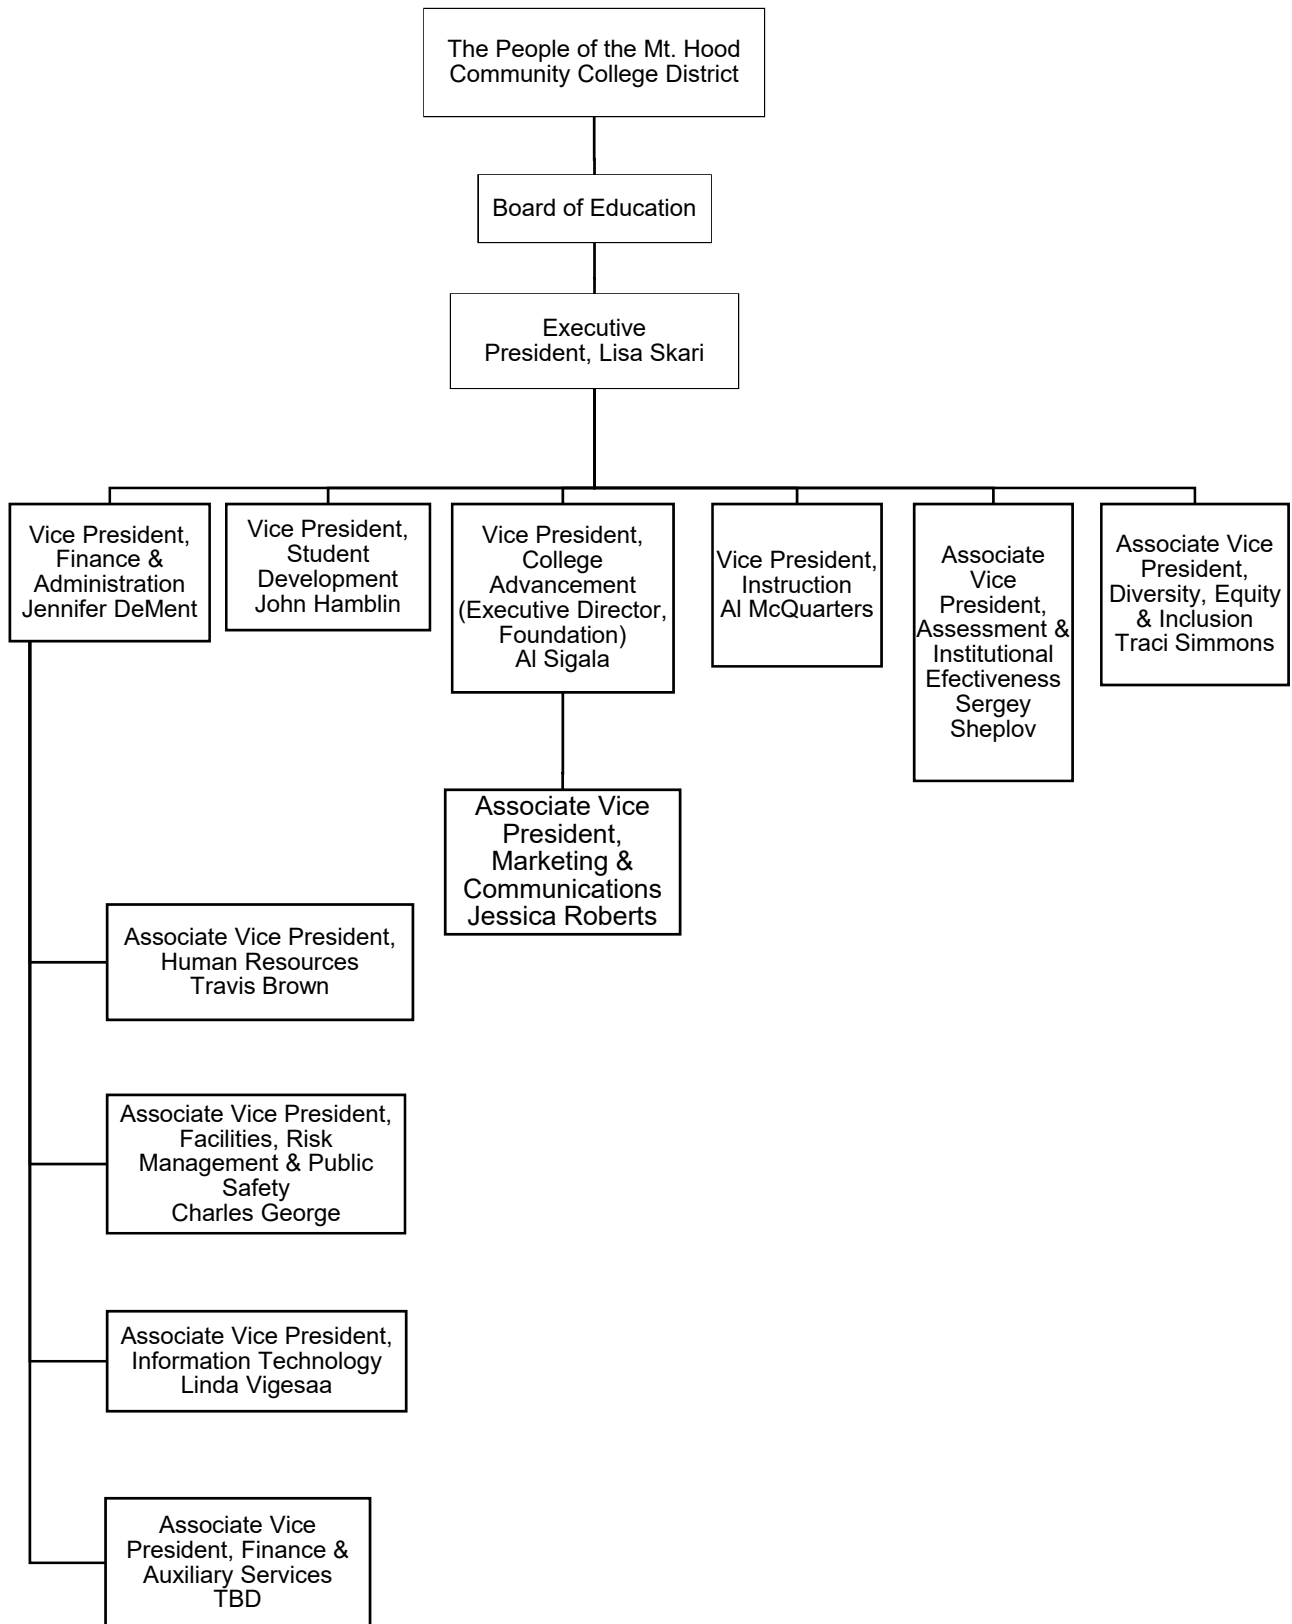 The People of the Mt. Hood
Community College District
Board of Education
Executive
President, Lisa Skari
Vice President,
Finance &
Administration
Jennifer DeMent
Vice President,
Student
Development
John Hamblin
Vice President,
College
Advancement
(Executive Director,
Foundation)
Al Sigala
Vice President,
Instruction
Al McQuarters
Associate
Vice
President,
Assessment &
Institutional
Efectiveness
Sergey
Sheplov
Associate Vice
President,
Diversity, Equity
& Inclusion
Traci Simmons
Associate Vice
President,
Marketing &
Communications
Jessica Roberts
Associate Vice President,
Human Resources
Travis Brown
Associate Vice President,
Facilities, Risk
Management & Public
Safety
Charles George
Associate Vice President,
Information Technology
Linda Vigesaa
Associate Vice
President, Finance &
Auxiliary Services
TBD